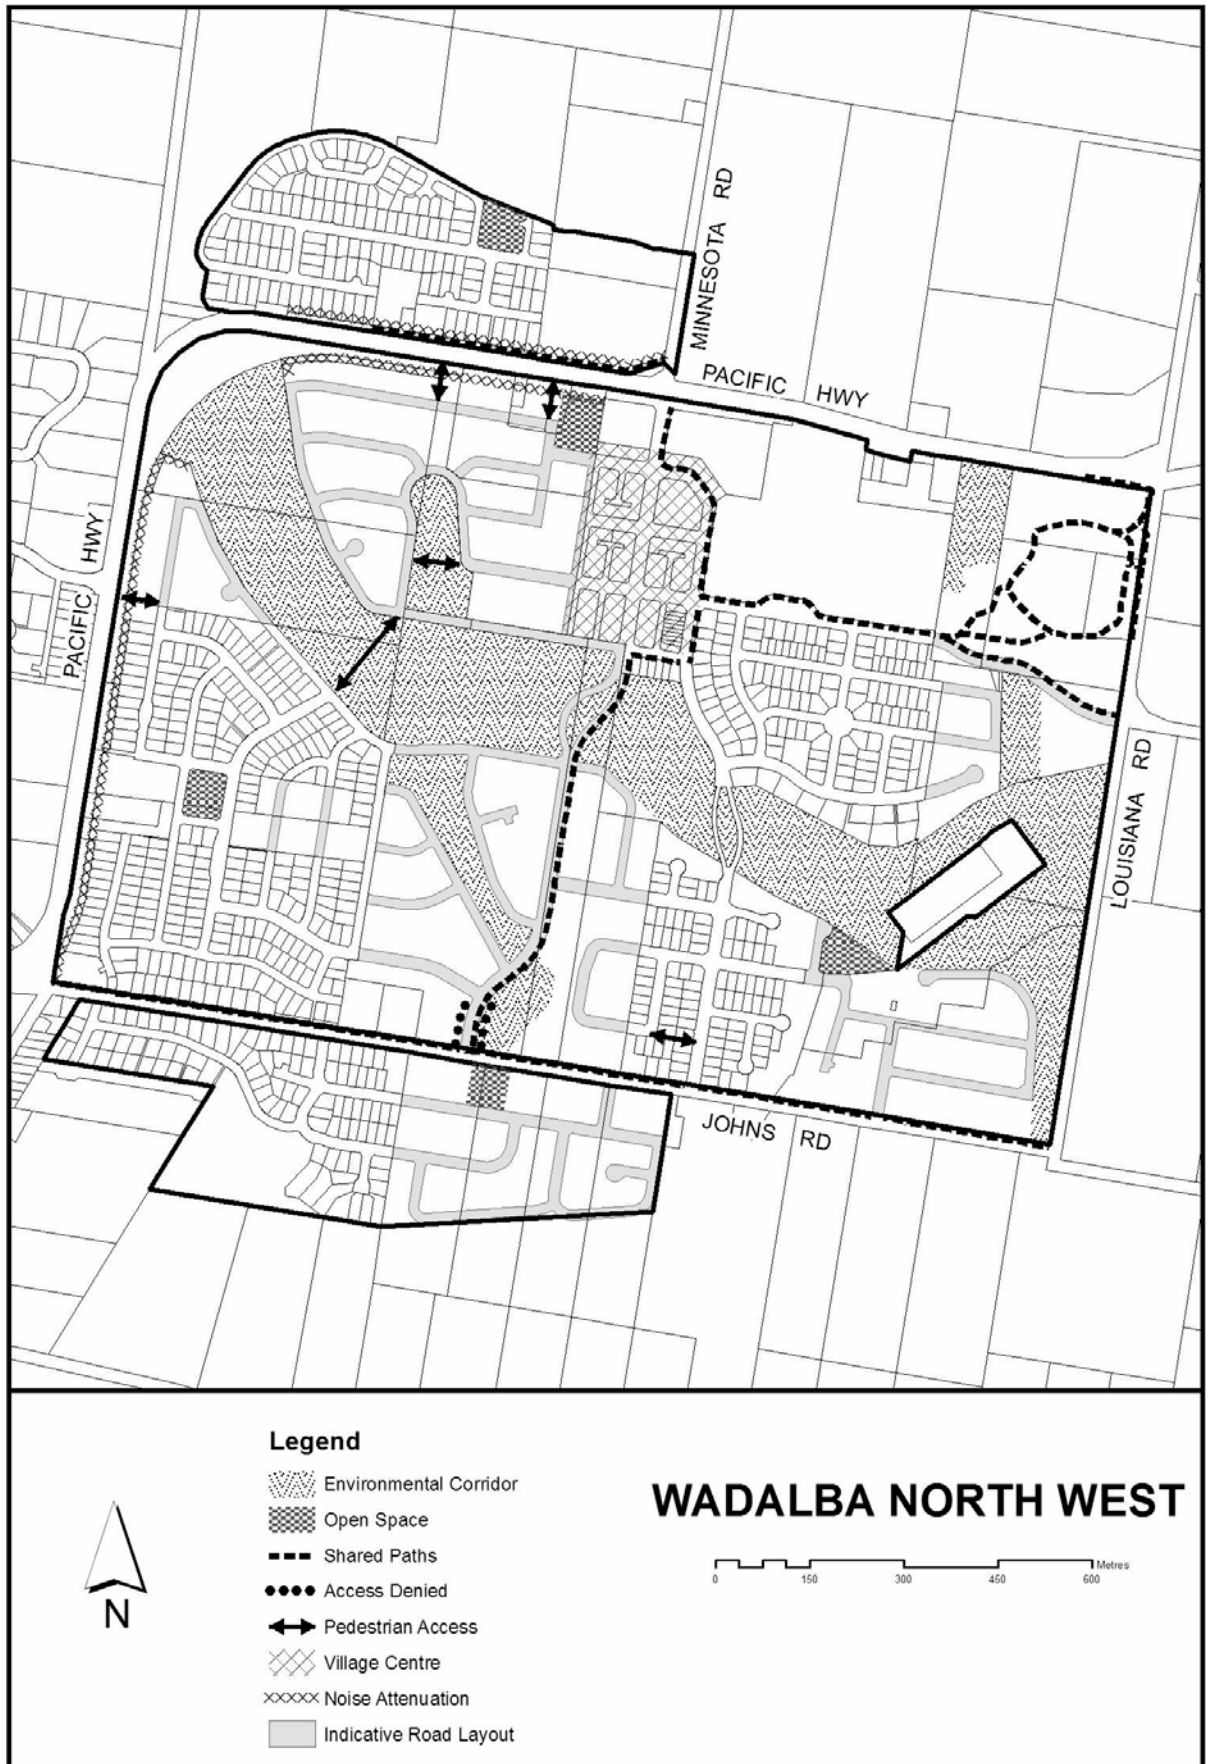 MINNESOTA RD
PACIFIC HWY
PACIFIC HWY
LOUISIANA RD
JOHNS RD
Legend
Environmental Corridor
Open Space
Shared Paths
Access Denied
Pedestrian Access
Village Centre
Noise Attenuation
Indicative Road Layout
N
WADALBA NORTH WEST
0 150 300 450 600 Metres